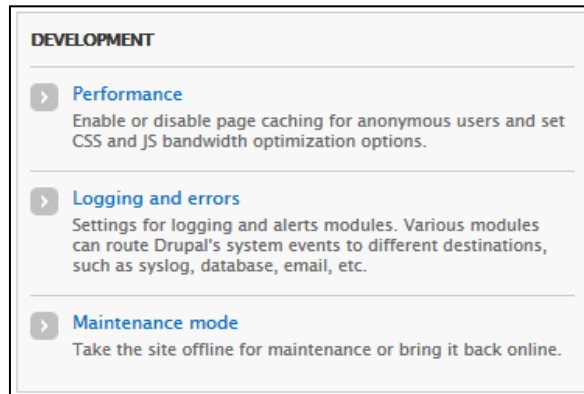 DEVELOPMENT
Performance
Enable or disable page caching for anonymous users and set
CSS and JS bandwidth optimization options.
Logging and errors
Settings for logging and alerts modules. Various modules
can route Drupal's system events to different destinations,
such as syslog, database, email, etc.
Maintenance mode
Take the site offline for maintenance or bring it back online.